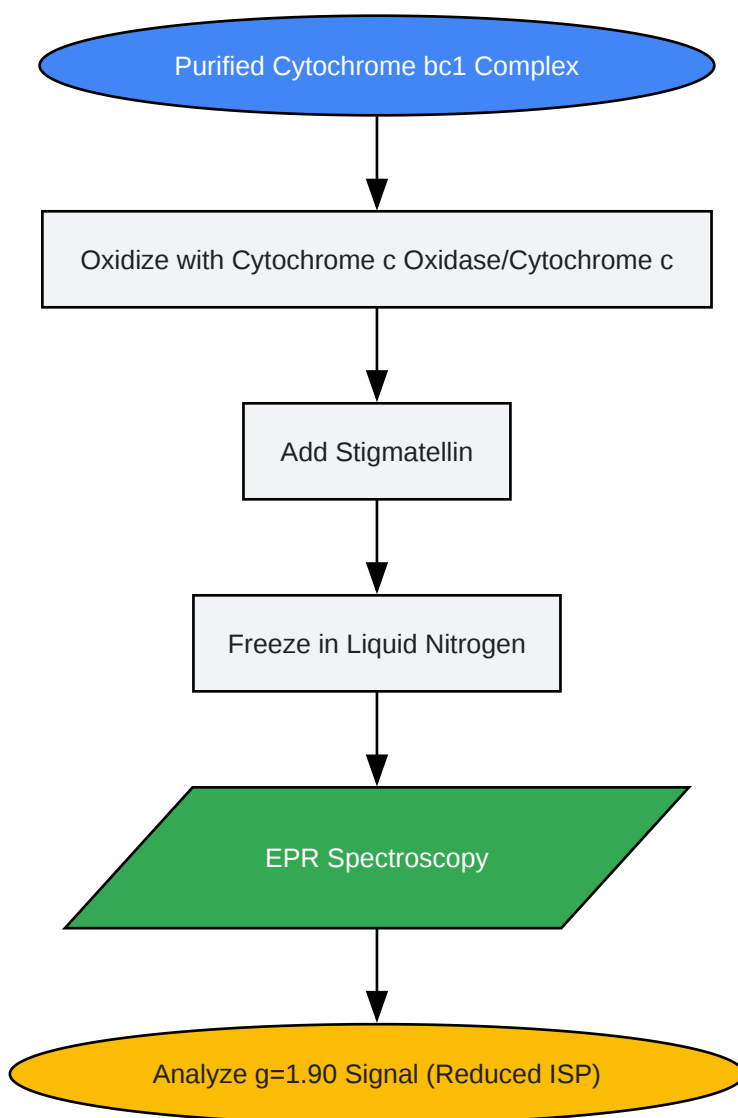 Purified Cytochrome bc1 Complex
Oxidize with Cytochrome c Oxidase/Cytochrome c
Add Stigmatellin
Freeze in Liquid Nitrogen
EPR Spectroscopy
Analyze g=1.90 Signal (Reduced ISP)